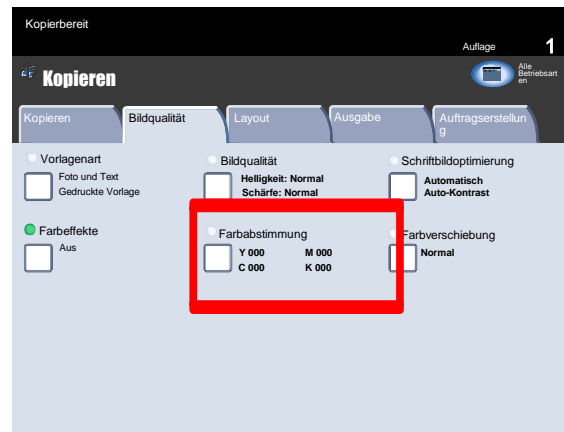 Kopierbereit
Auflage 1
Kopieren
Alle
Betriebsart
en
Kopieren
Bildqualität
Layout
Ausgabe
Auftragserstellun
g
Vorlagenart
Foto und Text
Gedruckte Vorlage
Bildqualität
Helligkeit: Normal
Schärfe: Normal
Schriftbildoptimierung
Automatisch
Auto-Kontrast
Farbeffekte
Aus
Farbabstimmung
Y 000 M 000
C 000 K 000
Farbverschiebung
Normal